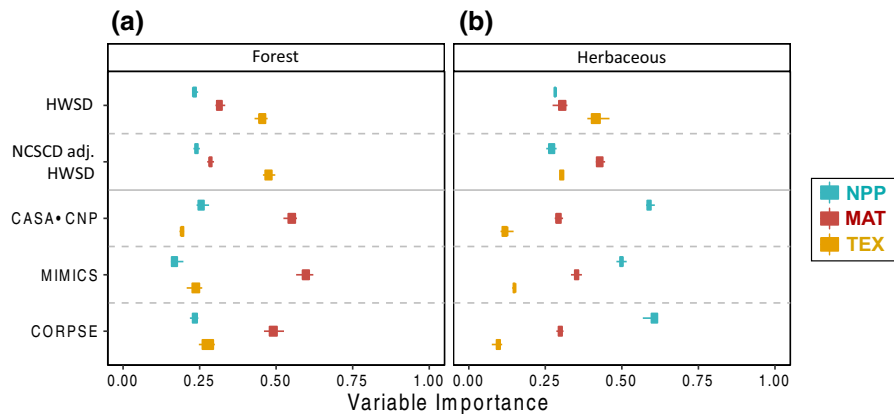 (a)
(b)
Forest
Herbaceous
HWSD
NCSCD adj.
HWSD
CASA•CNP
MIMICS
CORPSE
NPP
MAT
TEX
0.00 0.25 0.50 0.75 1.00
0.00 0.25 0.50 0.75 1.00
Variable Importance